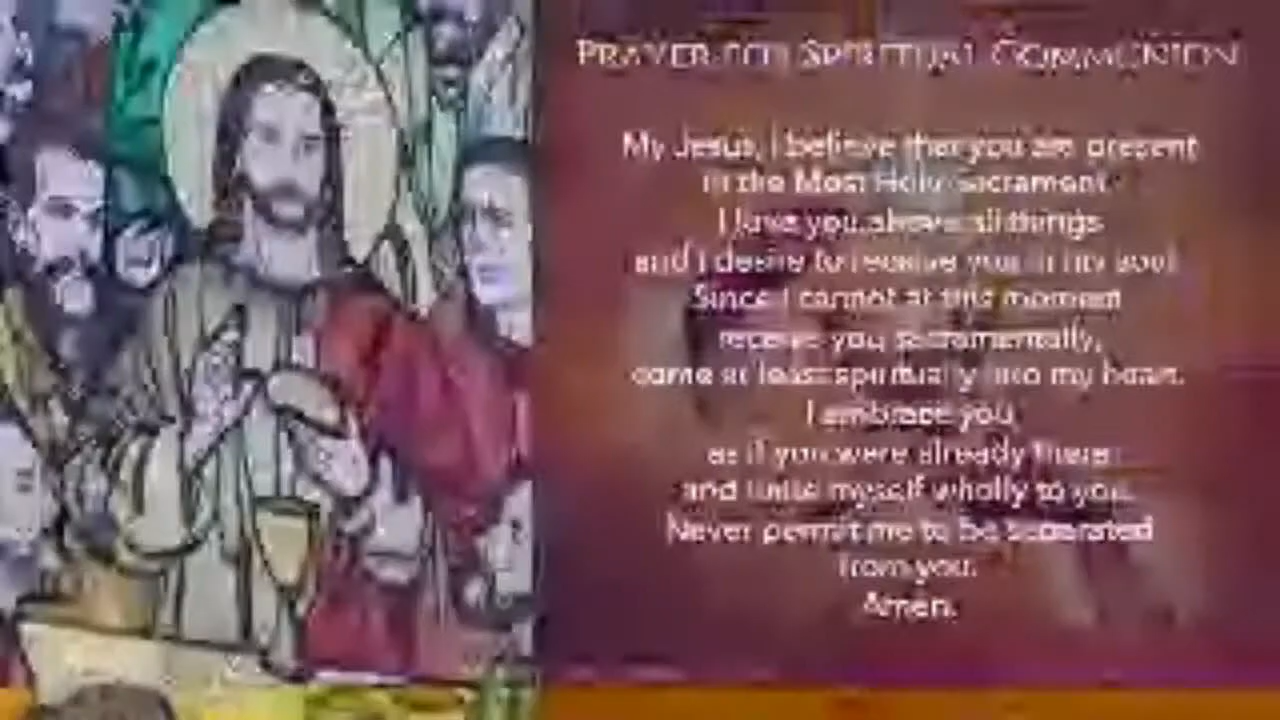 PRAYER FOR SPIRITUAL COMMUNION
My Jesus, I believe that you are present
in the Most Holy Sacrament.
I love you above all things
and I desire to receive you in my soul.
Since I cannot at this moment
receive you sacramentally,
come at least spiritually into my heart.
I embrace you
as if you were already there
and unite myself wholly to you.
Never permit me to be separated
from you.
Amen.